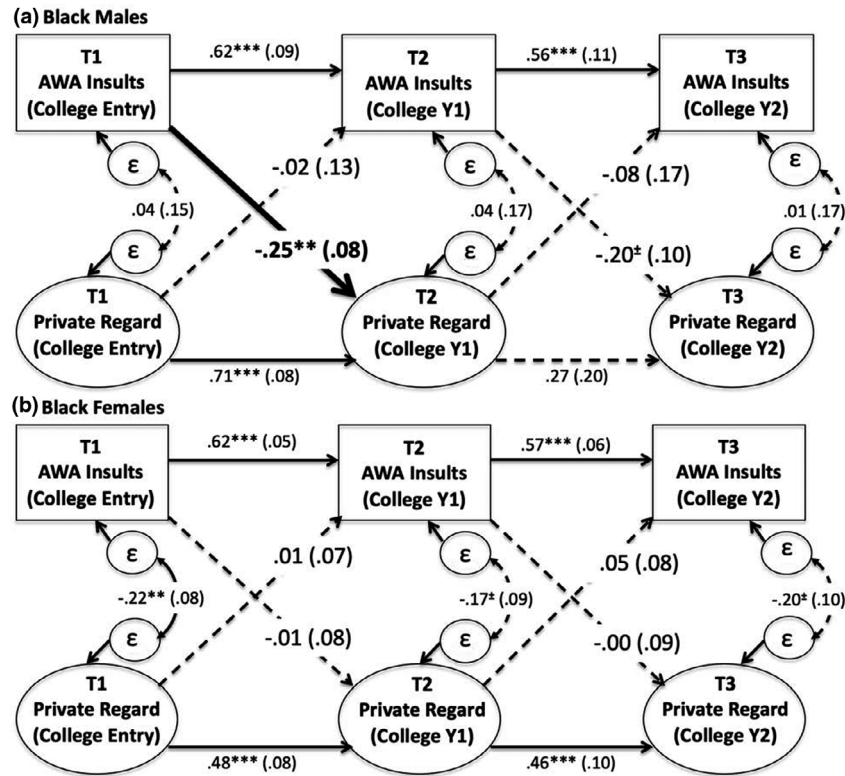 (a) Black Males
T1
AWA Insults
(College Entry)
.62*** (.09)
T2
AWA Insults
(College Y1)
.56*** (.11)
T3
AWA Insults
(College Y2)
ε
ε
ε
-.02 (.13)
-.08 (.17)
.04 (.15)
.04 (.17)
.01 (.17)
-.25** (.08)
-.20± (.10)
ε
ε
ε
T1
Private Regard
(College Entry)
T2
Private Regard
(College Y1)
T3
Private Regard
(College Y2)
.71*** (.08)
.27 (.20)
(b) Black Females
T1
AWA Insults
(College Entry)
.62*** (.05)
T2
AWA Insults
(College Y1)
.57*** (.06)
T3
AWA Insults
(College Y2)
ε
ε
ε
.01 (.07)
.05 (.08)
-.22** (.08)
-.17± (.09)
-.20± (.10)
-.01 (.08)
-.00 (.09)
ε
ε
ε
T1
Private Regard
(College Entry)
T2
Private Regard
(College Y1)
T3
Private Regard
(College Y2)
.48*** (.08)
.46*** (.10)